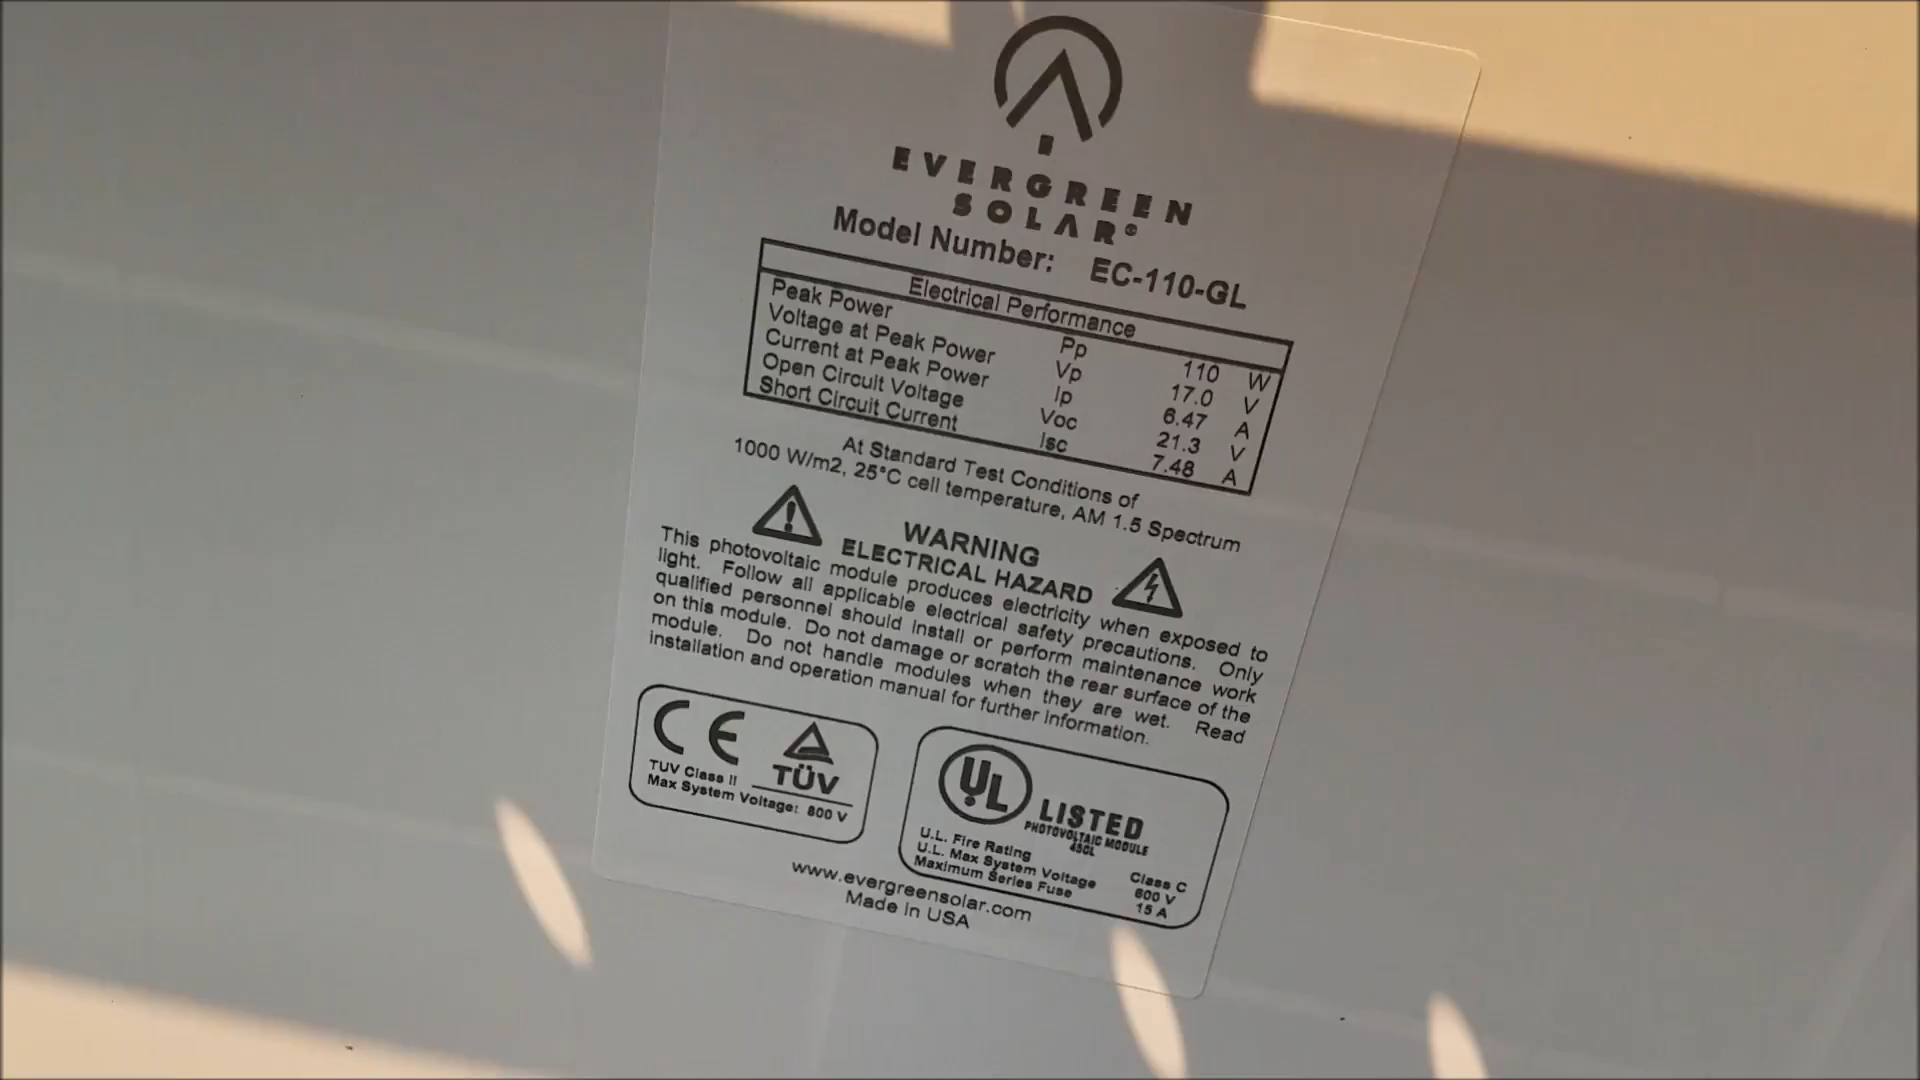 EVERGREEN
SOLAR®
Model Number: EC-110-GL
Electrical Performance
Peak Power Pp 110 W
Voltage at Peak Power Vp 17.0 V
Current at Peak Power Ip 6.47 A
Open Circuit Voltage Voc 21.3 V
Short Circuit Current Isc 7.48 A
At Standard Test Conditions of
1000 W/m2, 25°C cell temperature, AM 1.5 Spectrum
WARNING
ELECTRICAL HAZARD
This photovoltaic module produces electricity when exposed to
light. Follow all applicable electrical safety precautions. Only
qualified personnel should install or perform maintenance work
on this module. Do not damage or scratch the rear surface of the
module. Do not handle modules when they are wet. Read
installation and operation manual for further information.
CE TÜV
TUV Class II
Max System Voltage: 800 V
UL LISTED
PHOTOVOLTAIC MODULE
U.L. Fire Rating Class C
U.L. Max System Voltage 600 V
Maximum Series Fuse 15 A
www.evergreensolar.com
Made in USA